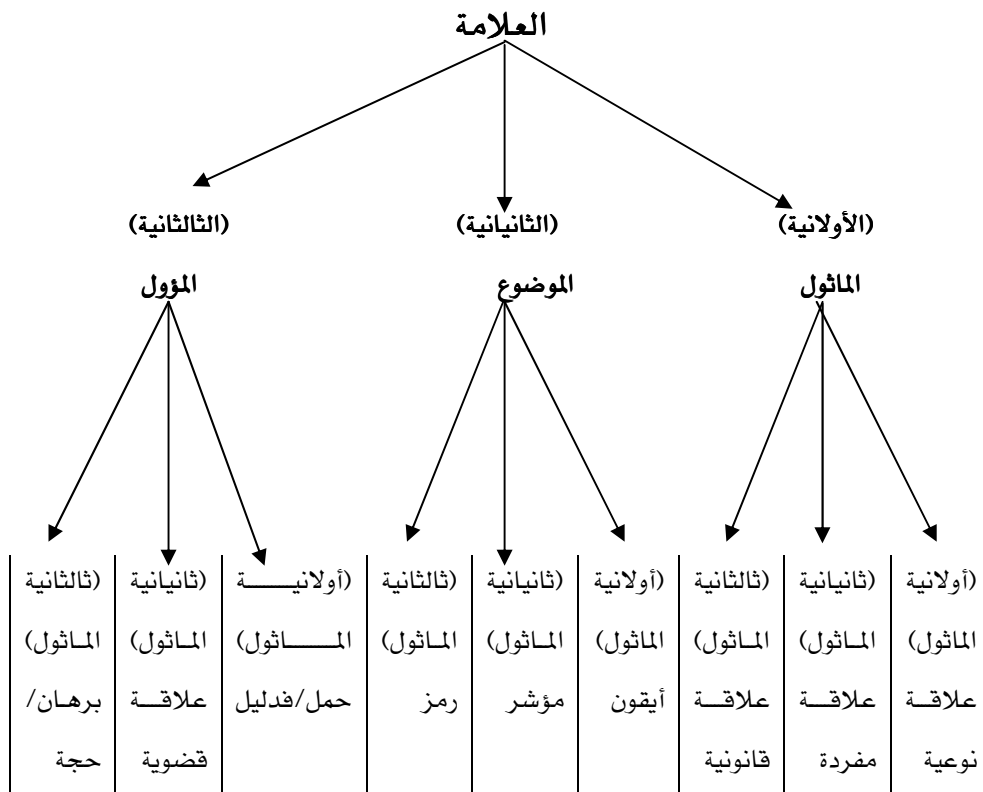 العلامة
(الأولانية)
(الثانيانية)
(الثالثانية)
الماثول
الموضوع
المؤول
(أولانية
الماثول)
علاقة
نوعية
(ثانيانية
الماثول)
علاقة
مفردة
(ثالثانية
الماثول)
علاقة
قانونية
(أولانية
الماثول)
أيقون
(ثانيانية
الماثول)
مؤشر
(ثالثانية
الماثول)
رمز
(أولانية
الماثول)
حمل/فدليل
(ثانيانية
الماثول)
علاقة
قضوية
(ثالثانية
الماثول)
برهان/
حجة